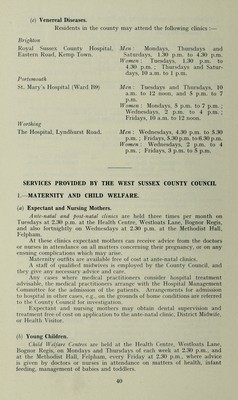 (e) Venereal Diseases.
Residents in the county may attend the following clinics :—
Brighton
Royal Sussex County Hospital, Eastern Road, Kemp Town.
Men : Mondays, Thursdays and Saturdays, 1.30 p.m. to 4.30 p.m.
Women : Tuesdays, 1.30 p.m. to 4.30 p.m. ; Thursdays and Saturdays, 10 a.m. to 1 p.m.
Portsmouth
St. Mary's Hospital (Ward B8)
Men : Tuesdays and Thursdays, 10 a.m. to 12 noon, and 3 p.m. to 7 p.m.
Women : Mondays, 5 p.m. to 7 p.m. ; Wednesdays, 2 p.m. to 4 p.m. ; Fridays, 10 a.m. to 12 noon.
Worthing
The Hospital, Lyndhurst Road.
Men : Wednesdays, 4.30 p.m. to 5.30 p.m. ; Fridays, 5.30 p.m. to 6.30 p.m.
Women : Wednesdays, 2 p.m. to 4 p.m. ; Fridays, 3 p.m. to 5 p.m.
SERVICES PROVIDED BY THE WEST SUSSEX COUNTY COUNCIL
1.—MATERNITY AND CHILD WELFARE.
(a) Expectant and Nursing Mothers.
Ante-natal and post-natal clinics are held three times per month on
Tuesdays at 2.30 p.m. at the Health Centre, Westloats Lane, Bognor Regis,
and also fortnightly on Wednesdays at 2.30 p.m. at the Methodist Hall,
Felpham.
At these clinics expectant mothers can receive advice from the doctors
or nurses in attendance on all matters concerning their pregnancy, or on any
ensuing complications which may arise.
Maternity outfits are available free of cost at ante-natal clinics.
A staff of qualified midwives is employed by the County Council, and
they give any necessary advice and care.
Any cases where medical practitioners consider hospital treatment
advisable, the medical practitioners arrange with the Hospital Management
Committee for the admission of the patients. Arrangements for admission
to hospital in other cases, e.g., on the grounds of home conditions are referred
to the County Council for investigation.
Expectant and nursing mothers may obtain dental supervision and
treatment free of cost on application to the ante-natal clinic, District Midwife,
or Health Visitor.
(b) Young Children.
Child Welfare Centres are held at the Health Centre, Westloats Lane,
Bognor Regis, on Mondays and Thursdays of each week at 2.30 p.m., and
at the Methodist Hall, Felpham, every Friday at 2.30 p.m., where advice
is given by doctors or nurses in attendance on matters of health, infant
feeding, management of babies and toddlers.
40